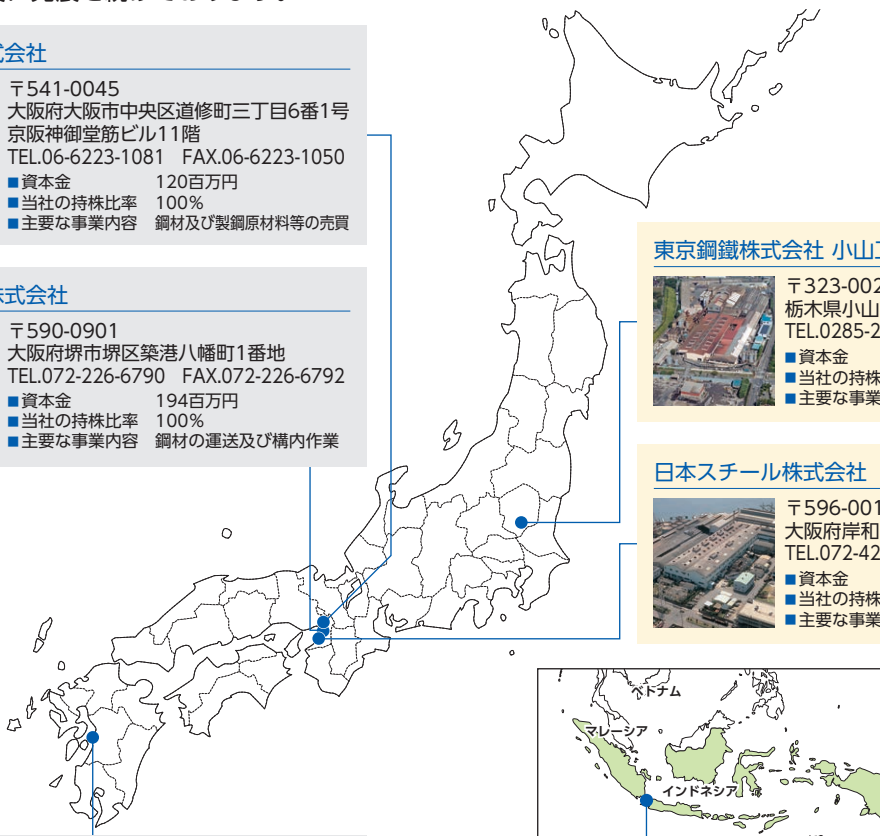 式会社
〒541-0045
大阪府大阪市中央区道修町三丁目6番1号
京阪神御堂筋ビル11階
TEL.06-6223-1081 FAX.06-6223-1050
■資本金 120百万円
■当社の持株比率 100%
■主要な事業内容 鋼材及び製鋼原材料等の売買
株式会社
〒590-0901
大阪府堺市堺区築港八幡町1番地
TEL.072-226-6790 FAX.072-226-6792
■資本金 194百万円
■当社の持株比率 100%
■主要な事業内容 鋼材の運送及び構内作業
東京鋼鐵株式会社 小山
〒323-002
栃木県小山
TEL.0285-2
■資本金
■当社の持株
■主要な事業
日本スチール株式会社
〒596-001
大阪府岸和
TEL.072-42
■資本金
■当社の持株
■主要な事業
ベトナム
マレーシア
インドネシア